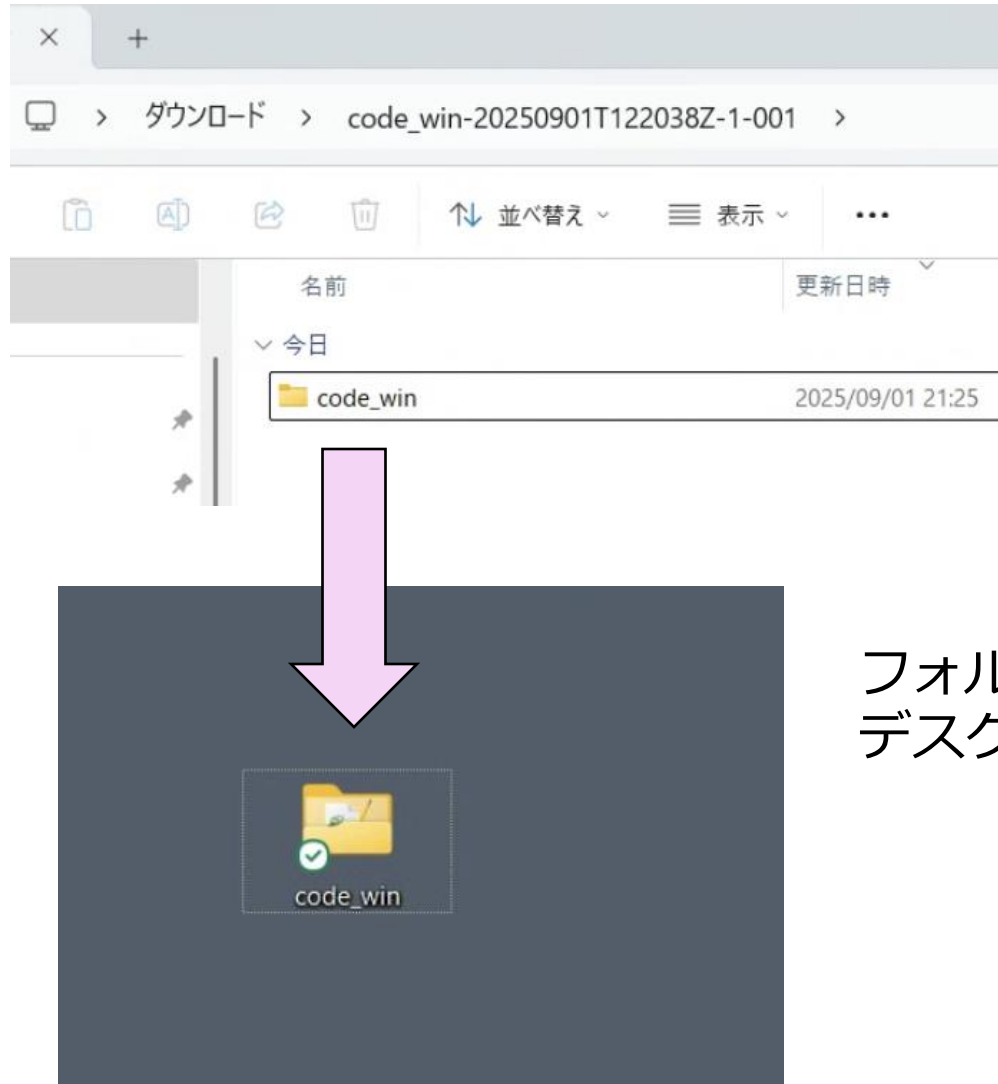 ダウンロード > code_win-20250901T122038Z-1-001 >
並べ替え 表示 •••
名前 更新日時
今日
code_win 2025/09/01 21:25
フォル
デスク
code_win